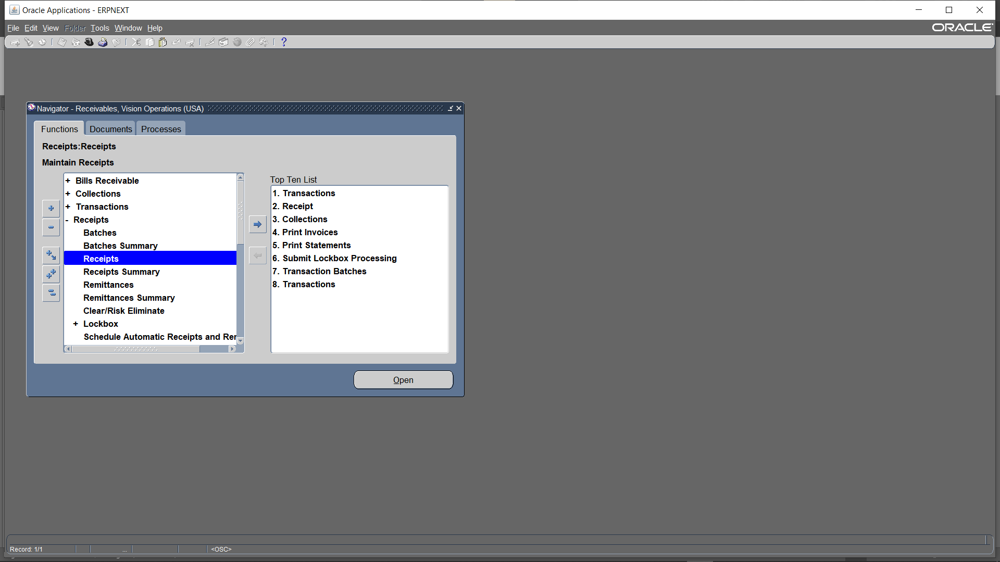 Oracle Applications - ERPNEXT
File Edit View Folder Tools Window Help
ORACLE
?
Navigator - Receivables, Vision Operations (USA)
Functions Documents Processes
Receipts:Receipts
Maintain Receipts
+ Bills Receivable
+ Collections
+ Transactions
- Receipts
Batches
Batches Summary
Receipts
Receipts Summary
Remittances
Remittances Summary
Clear/Risk Eliminate
+ Lockbox
Schedule Automatic Receipts and Rer
Top Ten List
1. Transactions
2. Receipt
3. Collections
4. Print Invoices
5. Print Statements
6. Submit Lockbox Processing
7. Transaction Batches
8. Transactions
Open
Record: 1/1 ... <OSC>